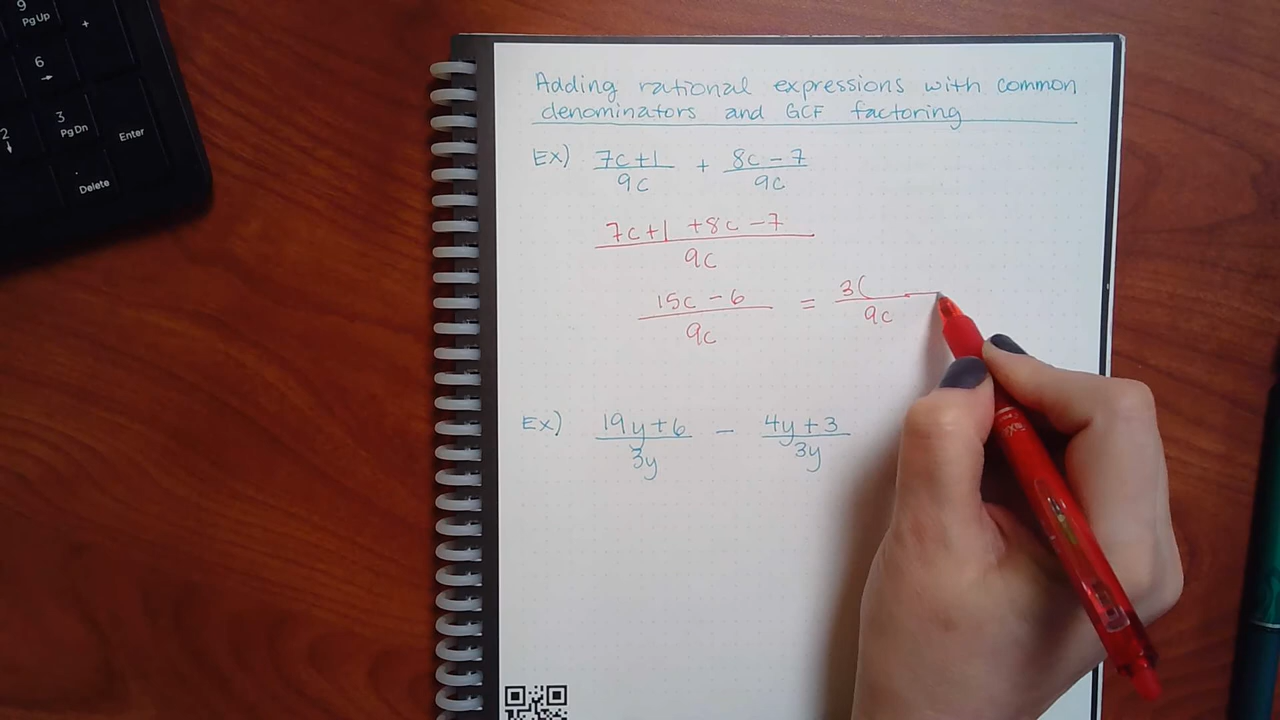 9
PgUp
+
6
→
3
PgDn
2
↓
Enter
.
Delete
Adding rational expressions with common
denominators and GCF factoring
Ex) 7c+1 + 8c-7
9c 9c
7c+1 +8c -7
9c
15c - 6 = 3(
9c 9c
Ex) 19y+6 - 4y+3
3y 3y